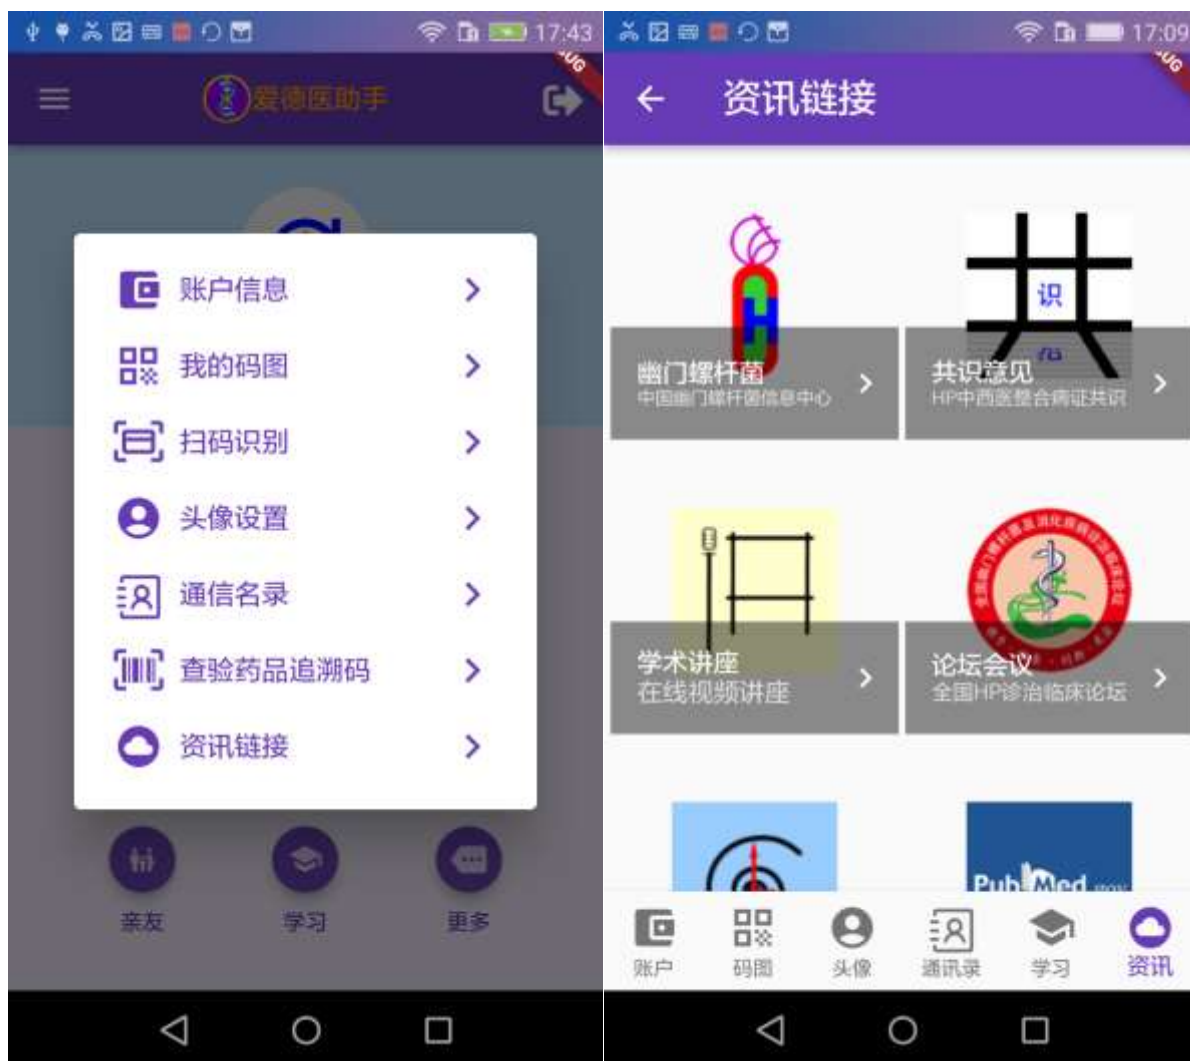 17:43
爱德医助手
账户信息
我的码图
扫码识别
头像设置
通信名录
查验药品追溯码
资讯链接
亲友
学习
更多
17:09
资讯链接
H
幽门螺杆菌
中国幽门螺杆菌信息中心
识
共识意见
HP中西医整合病证共识
学术讲座
在线视频讲座
论坛会议
全国HP诊治临床论坛
PubMed
账户
码图
头像
通讯录
学习
资讯